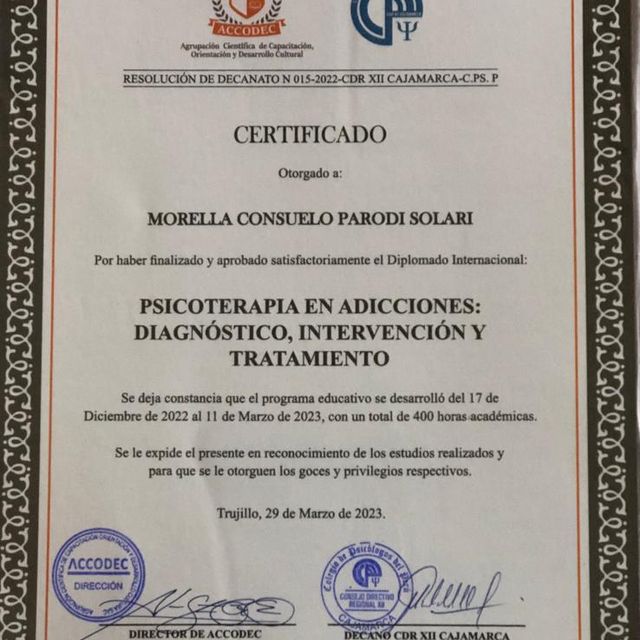 ACCODEC
Agrupación Científica de Capacitación,
Orientación y Desarrollo Cultural
RESOLUCIÓN DE DECANATO N 015-2022-CDR XII CAJAMARCA-C.PS. P
CERTIFICADO
Otorgado a:
MORELLA CONSUELO PARODI SOLARI
Por haber finalizado y aprobado satisfactoriamente el Diplomado Internacional:
PSICOTERAPIA EN ADICCIONES:
DIAGNÓSTICO, INTERVENCIÓN Y
TRATAMIENTO
Se deja constancia que el programa educativo se desarrolló del 17 de
Diciembre de 2022 al 11 de Marzo de 2023, con un total de 400 horas académicas.
Se le expide el presente en reconocimiento de los estudios realizados y
para que se le otorguen los goces y privilegios respectivos.
Trujillo, 29 de Marzo de 2023.
ACCODEC
DIRECCIÓN
Colegio de Psicólogos del Perú
CONSEJO DIRECTIVO
REGIONAL XII
CAJAMARCA
DIRECTOR DE ACCODEC
DECANO CDR XII CAJAMARCA